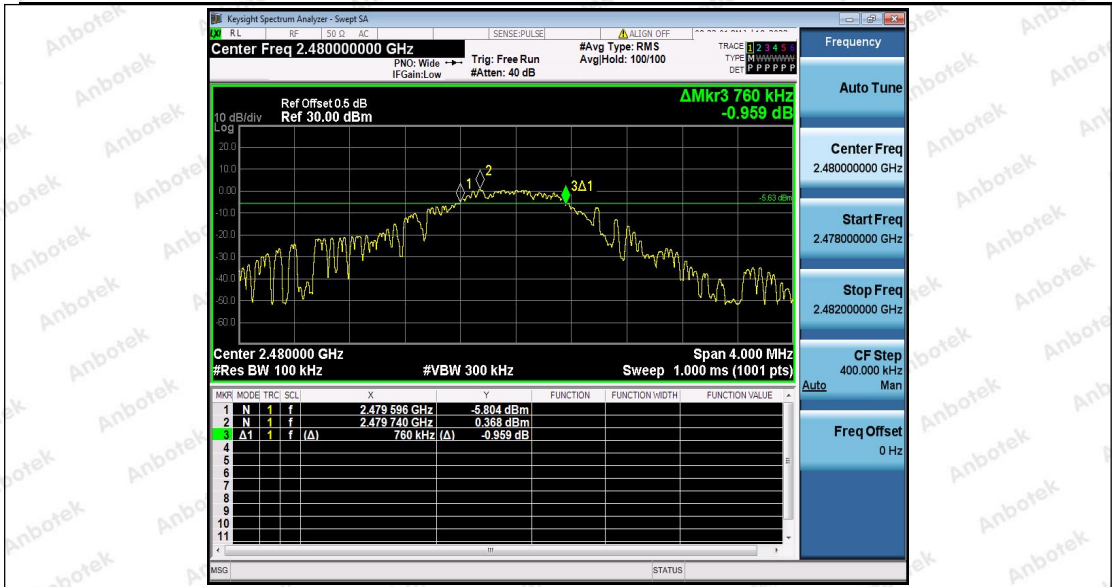 Keysight Spectrum Analyzer - Swept SA
RL RF 50 Ω AC SENSE:PULSE ALIGN OFF
Center Freq 2.480000000 GHz
PNO: Wide
IFGain:Low
Trig: Free Run
#Atten: 40 dB
#Avg Type: RMS
Avg|Hold: 100/100
TRACE 1 2 3 4 5 6
TYPE M WWWWW
DET P P P P P P
ΔMkr3 760 kHz
-0.959 dB
Ref Offset 0.5 dB
10 dB/div Ref 30.00 dBm
Log
20.0
10.0
0.00
-10.0
-20.0
-30.0
-40.0
-50.0
-60.0
1
2
3Δ1
-5.63 dBm
Center 2.480000 GHz Span 4.000 MHz
#Res BW 100 kHz #VBW 300 kHz Sweep 1.000 ms (1001 pts)
MKR MODE TRC SCL X Y FUNCTION FUNCTION WIDTH FUNCTION VALUE
1 N 1 f 2.479 596 GHz -5.804 dBm
2 N 1 f 2.479 740 GHz 0.368 dBm
3 Δ1 1 f (Δ) 760 kHz (Δ) -0.959 dB
4
5
6
7
8
9
10
11
MSG STATUS
Frequency
Auto Tune
Center Freq
2.480000000 GHz
Start Freq
2.478000000 GHz
Stop Freq
2.482000000 GHz
CF Step
400.000 kHz
Auto Man
Freq Offset
0 Hz
Anbotek